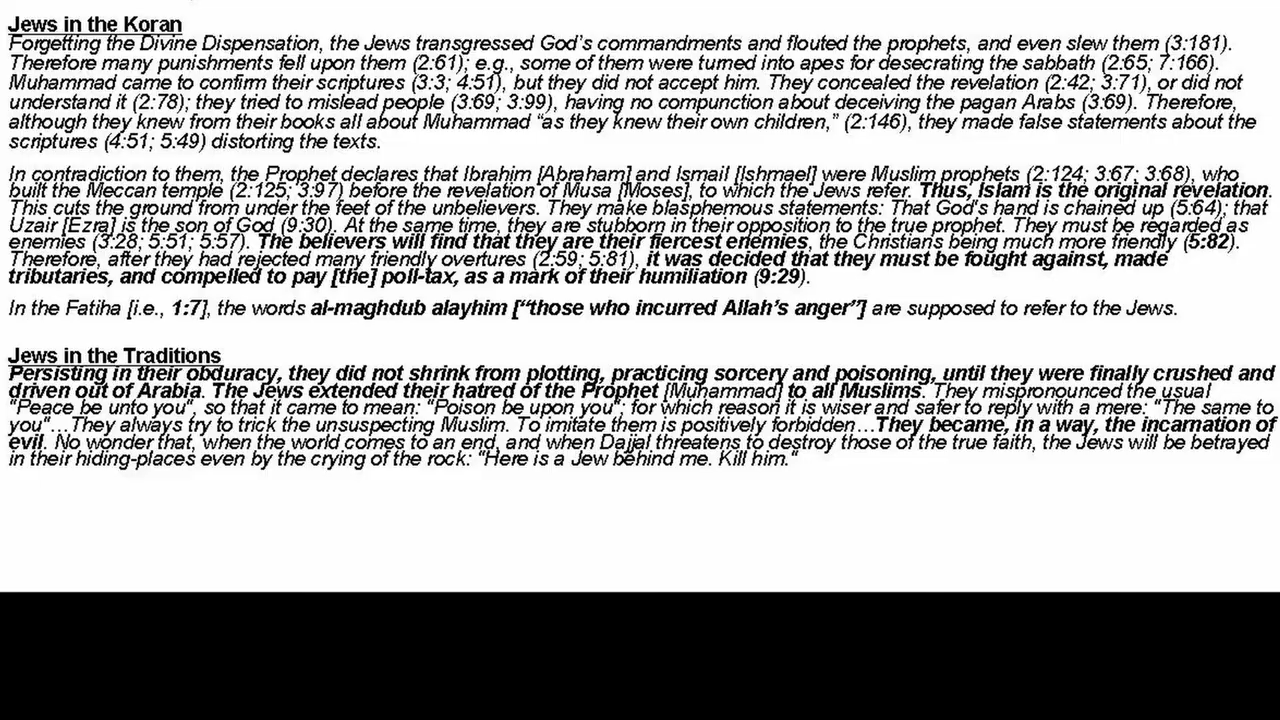 Jews in the Koran
Forgetting the Divine Dispensation, the Jews transgressed God's commandments and flouted the prophets, and even slew them (3:181).
Therefore many punishments fell upon them (2:61); e.g., some of them were turned into apes for desecrating the sabbath (2:65; 7:166).
Muhammad came to confirm their scriptures (3:3; 4:51), but they did not accept him. They concealed the revelation (2:42; 3:71), or did not
understand it (2:78); they tried to mislead people (3:69; 3:99), having no compunction about deceiving the pagan Arabs (3:69). Therefore,
although they knew from their books all about Muhammad “as they knew their own children,” (2:146), they made false statements about the
scriptures (4:51; 5:49) distorting the texts.
In contradiction to them, the Prophet declares that Ibrahim [Abraham] and Ismail [Ishmael] were Muslim prophets (2:124; 3:67; 3:68), who
built the Meccan temple (2:125; 3:97) before the revelation of Musa [Moses], to which the Jews refer. Thus, Islam is the original revelation.
This cuts the ground from under the feet of the unbelievers. They make blasphemous statements: That God's hand is chained up (5:64); that
Uzair [Ezra] is the son of God (9:30). At the same time, they are stubborn in their opposition to the true prophet. They must be regarded as
enemies (3:28; 5:51; 5:57). The believers will find that they are their fiercest enemies, the Christians being much more friendly (5:82).
Therefore, after they had rejected many friendly overtures (2:59; 5:81), it was decided that they must be fought against, made
tributaries, and compelled to pay [the] poll-tax, as a mark of their humiliation (9:29).
In the Fatiha [i.e., 1:7], the words al-maghdub alayhim [“those who incurred Allah's anger”] are supposed to refer to the Jews.
Jews in the Traditions
Persisting in their obduracy, they did not shrink from plotting, practicing sorcery and poisoning, until they were finally crushed and
driven out of Arabia. The Jews extended their hatred of the Prophet [Muhammad] to all Muslims. They mispronounced the usual
"Peace be unto you", so that it came to mean: "Poison be upon you"; for which reason it is wiser and safer to reply with a mere: "The same to
you"...They always try to trick the unsuspecting Muslim. To imitate them is positively forbidden...They became, in a way, the incarnation of
evil. No wonder that, when the world comes to an end, and when Dajjal threatens to destroy those of the true faith, the Jews will be betrayed
in their hiding-places even by the crying of the rock: "Here is a Jew behind me. Kill him."